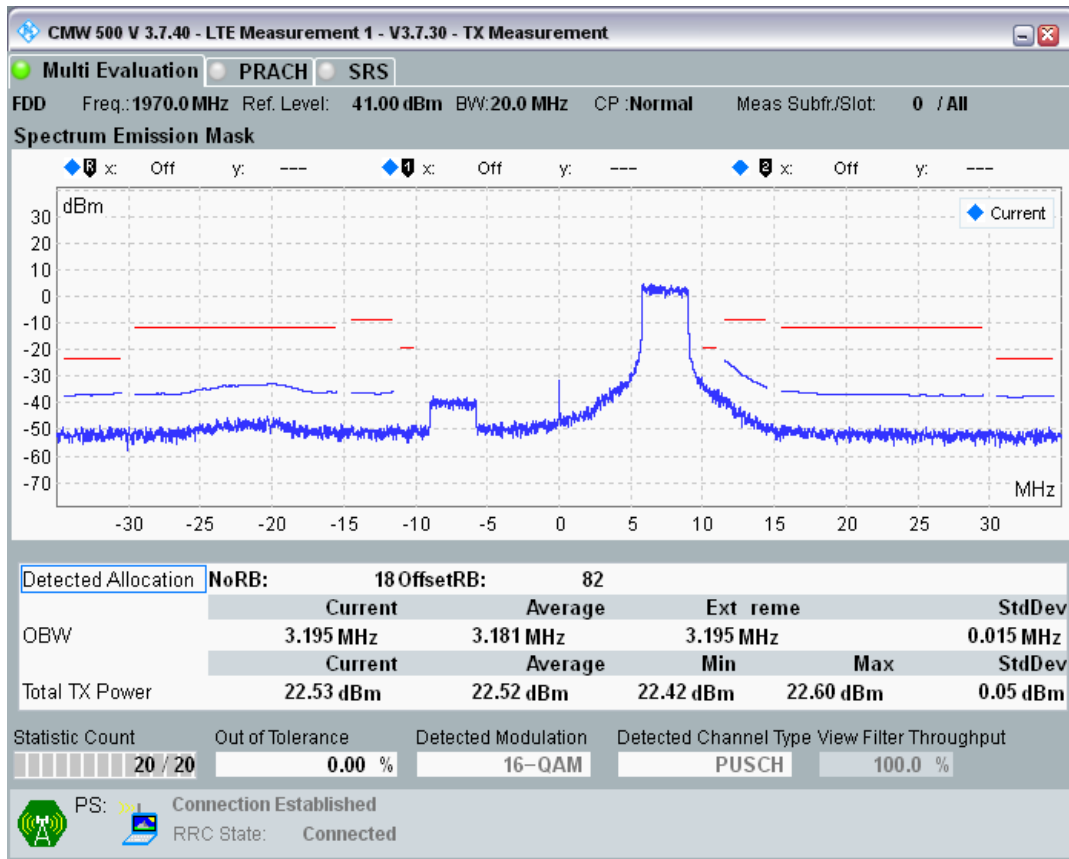 CMW 500 V 3.7.40 - LTE Measurement 1 - V3.7.30 - TX Measurement
Multi Evaluation PRACH SRS
FDD Freq.: 1970.0 MHz Ref. Level: 41.00 dBm BW: 20.0 MHz CP : Normal Meas Subfr./Slot: 0 / All
Spectrum Emission Mask
R x: Off y: --- 1 x: Off y: --- 2 x: Off y: ---
dBm
Current
30
20
10
0
-10
-20
-30
-40
-50
-60
-70
MHz
-30 -25 -20 -15 -10 -5 0 5 10 15 20 25 30
Detected Allocation NoRB: 18 OffsetRB: 82
Current Average Ext reme StdDev
OBW 3.195 MHz 3.181 MHz 3.195 MHz 0.015 MHz
Current Average Min Max StdDev
Total TX Power 22.53 dBm 22.52 dBm 22.42 dBm 22.60 dBm 0.05 dBm
Statistic Count Out of Tolerance Detected Modulation Detected Channel Type View Filter Throughput
20 / 20 0.00 % 16-QAM PUSCH 100.0 %
PS: Connection Established
RRC State: Connected